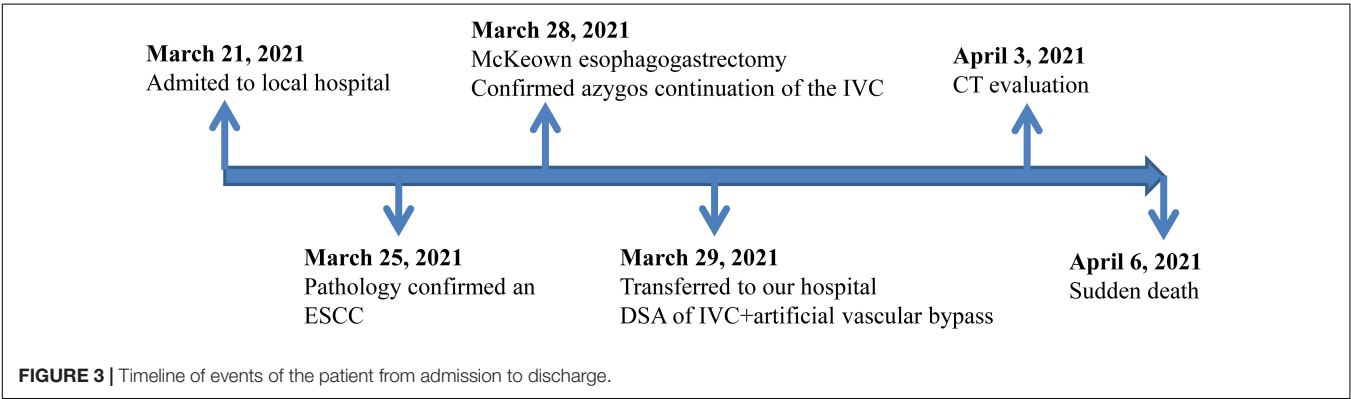 March 21, 2021
Admited to local hospital
March 28, 2021
McKeown esophagogastrectomy
Confirmed azygos continuation of the IVC
April 3, 2021
CT evaluation
March 25, 2021
Pathology confirmed an
ESCC
March 29, 2021
Transferred to our hospital
DSA of IVC+artificial vascular bypass
April 6, 2021
Sudden death
FIGURE 3 | Timeline of events of the patient from admission to discharge.